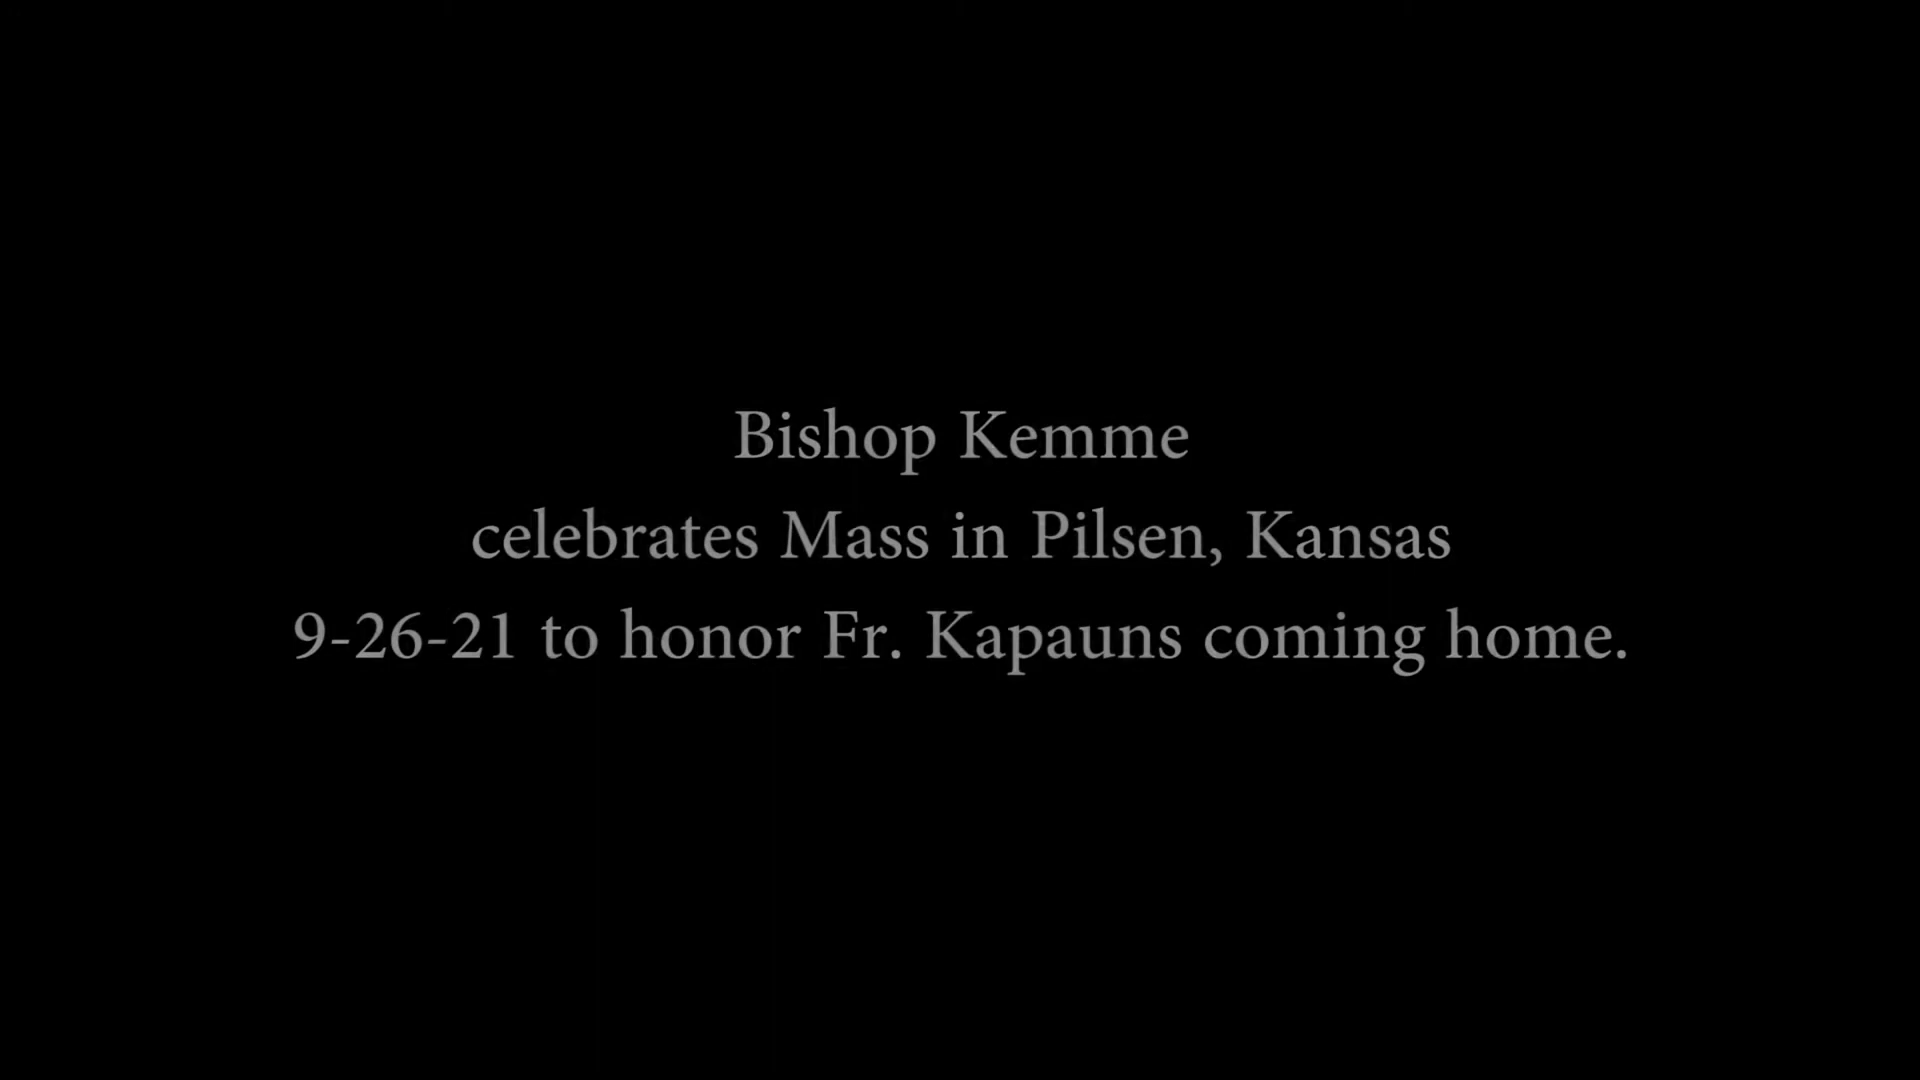 Bishop Kemme
celebrates Mass in Pilsen, Kansas
9-26-21 to honor Fr. Kapauns coming home.